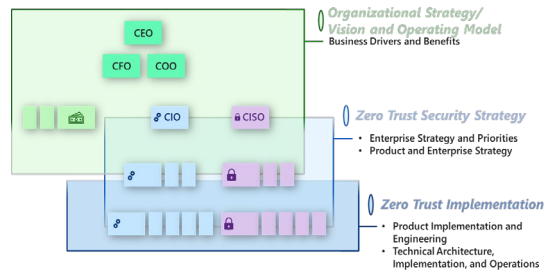 Organizational Strategy/
Vision and Operating Model
Business Drivers and Benefits
CEO
CFO
COO
CIO
CISO
Zero Trust Security Strategy
• Enterprise Strategy and Priorities
• Product and Enterprise Strategy
Zero Trust Implementation
• Product Implementation and
Engineering
• Technical Architecture,
Implementation, and Operations